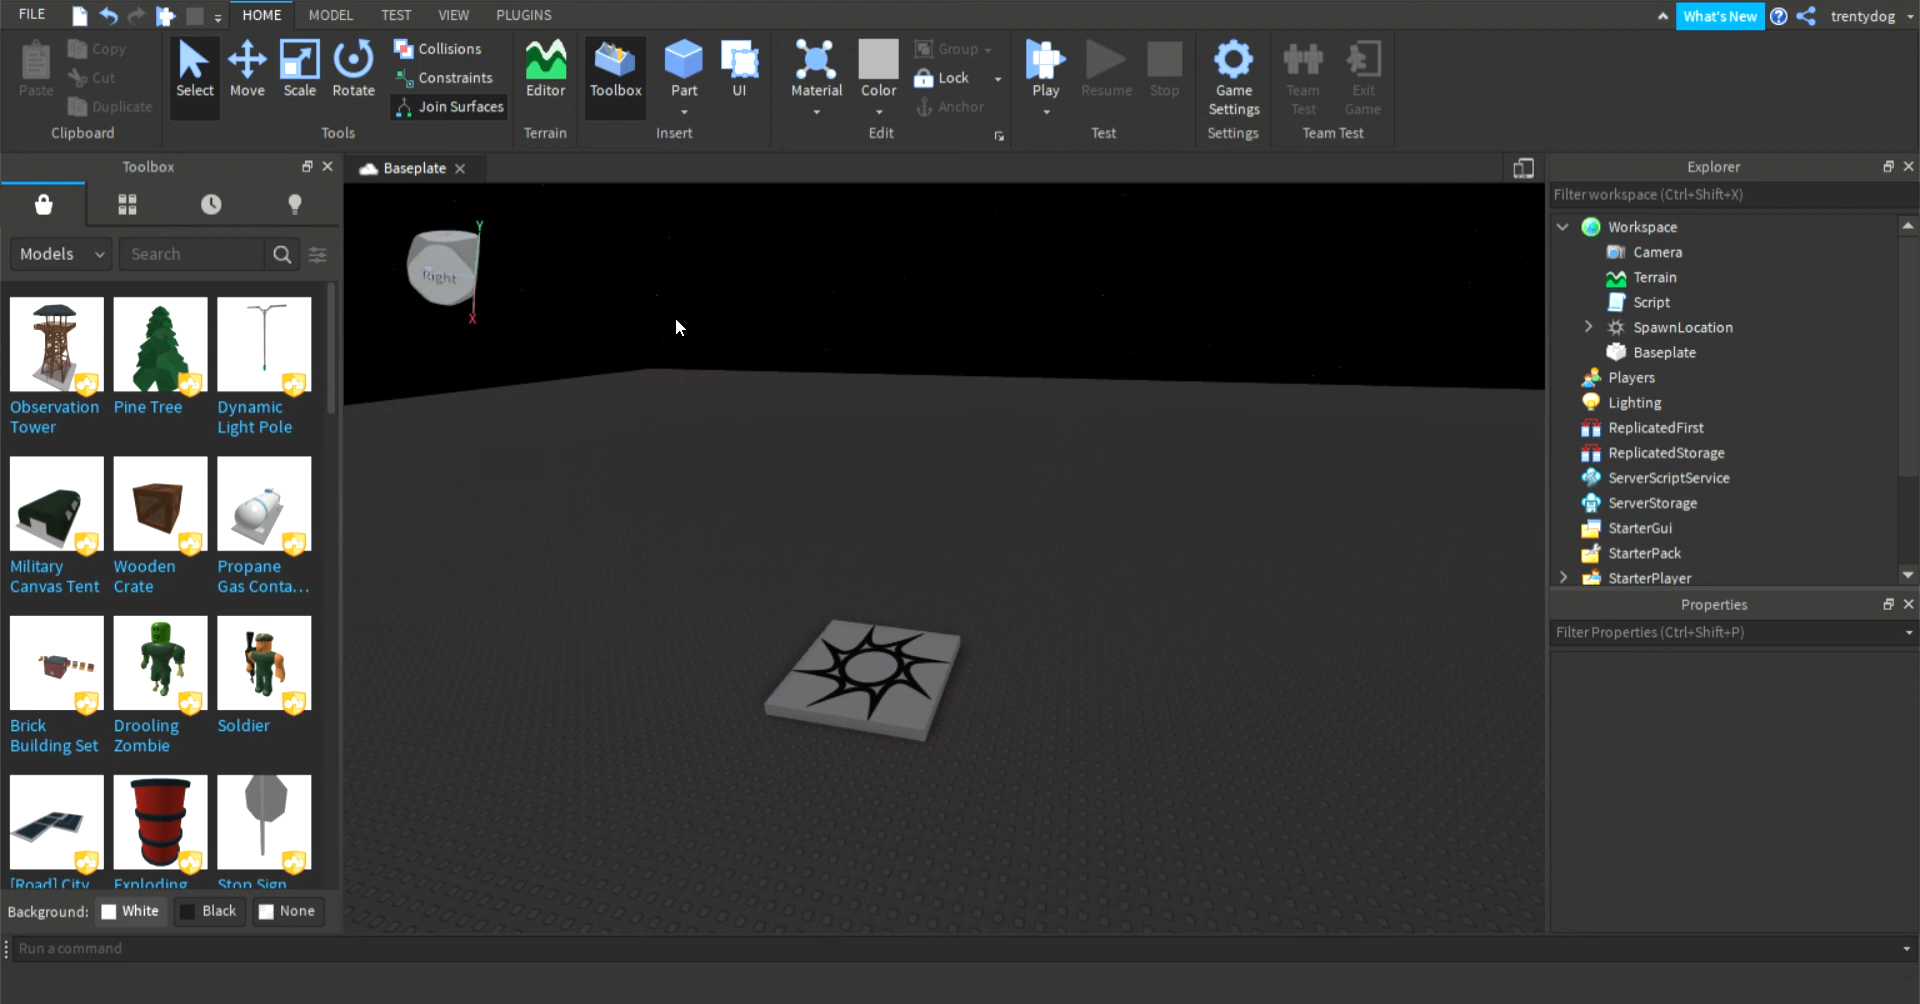 FILE HOME MODEL TEST VIEW PLUGINS What's New trentydog
Paste Copy Cut Duplicate
Clipboard
Select Move Scale Rotate Collisions Constraints Join Surfaces
Tools
Editor
Terrain
Toolbox Part UI
Insert
Material Color Group Lock Anchor
Edit
Play Resume Stop
Test
Game Settings
Settings
Team Test Exit Game
Team Test
Toolbox
Models Search
Observation Tower
Pine Tree
Dynamic Light Pole
Military Canvas Tent
Wooden Crate
Propane Gas Conta...
Brick Building Set
Drooling Zombie
Soldier
[Road] City
Exploding
Stop Sign
Background: White Black None
Baseplate
Y
Right
X
Explorer
Filter workspace (Ctrl+Shift+X)
Workspace
Camera
Terrain
Script
SpawnLocation
Baseplate
Players
Lighting
ReplicatedFirst
ReplicatedStorage
ServerScriptService
ServerStorage
StarterGui
StarterPack
StarterPlayer
Properties
Filter Properties (Ctrl+Shift+P)
Run a command